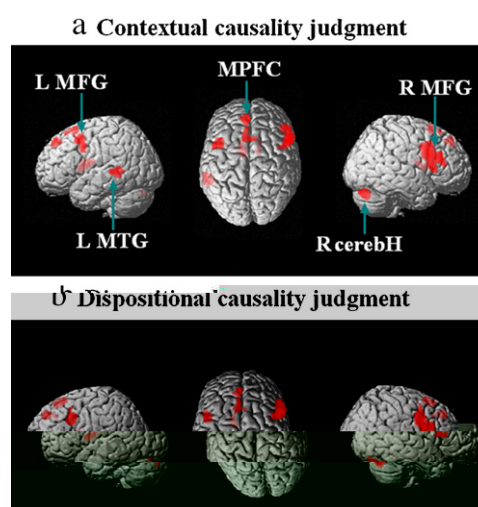 a Contextual causality judgment
MPFC
L MFG
R MFG
L MTG
R cerebH
b Dispositional causality judgment